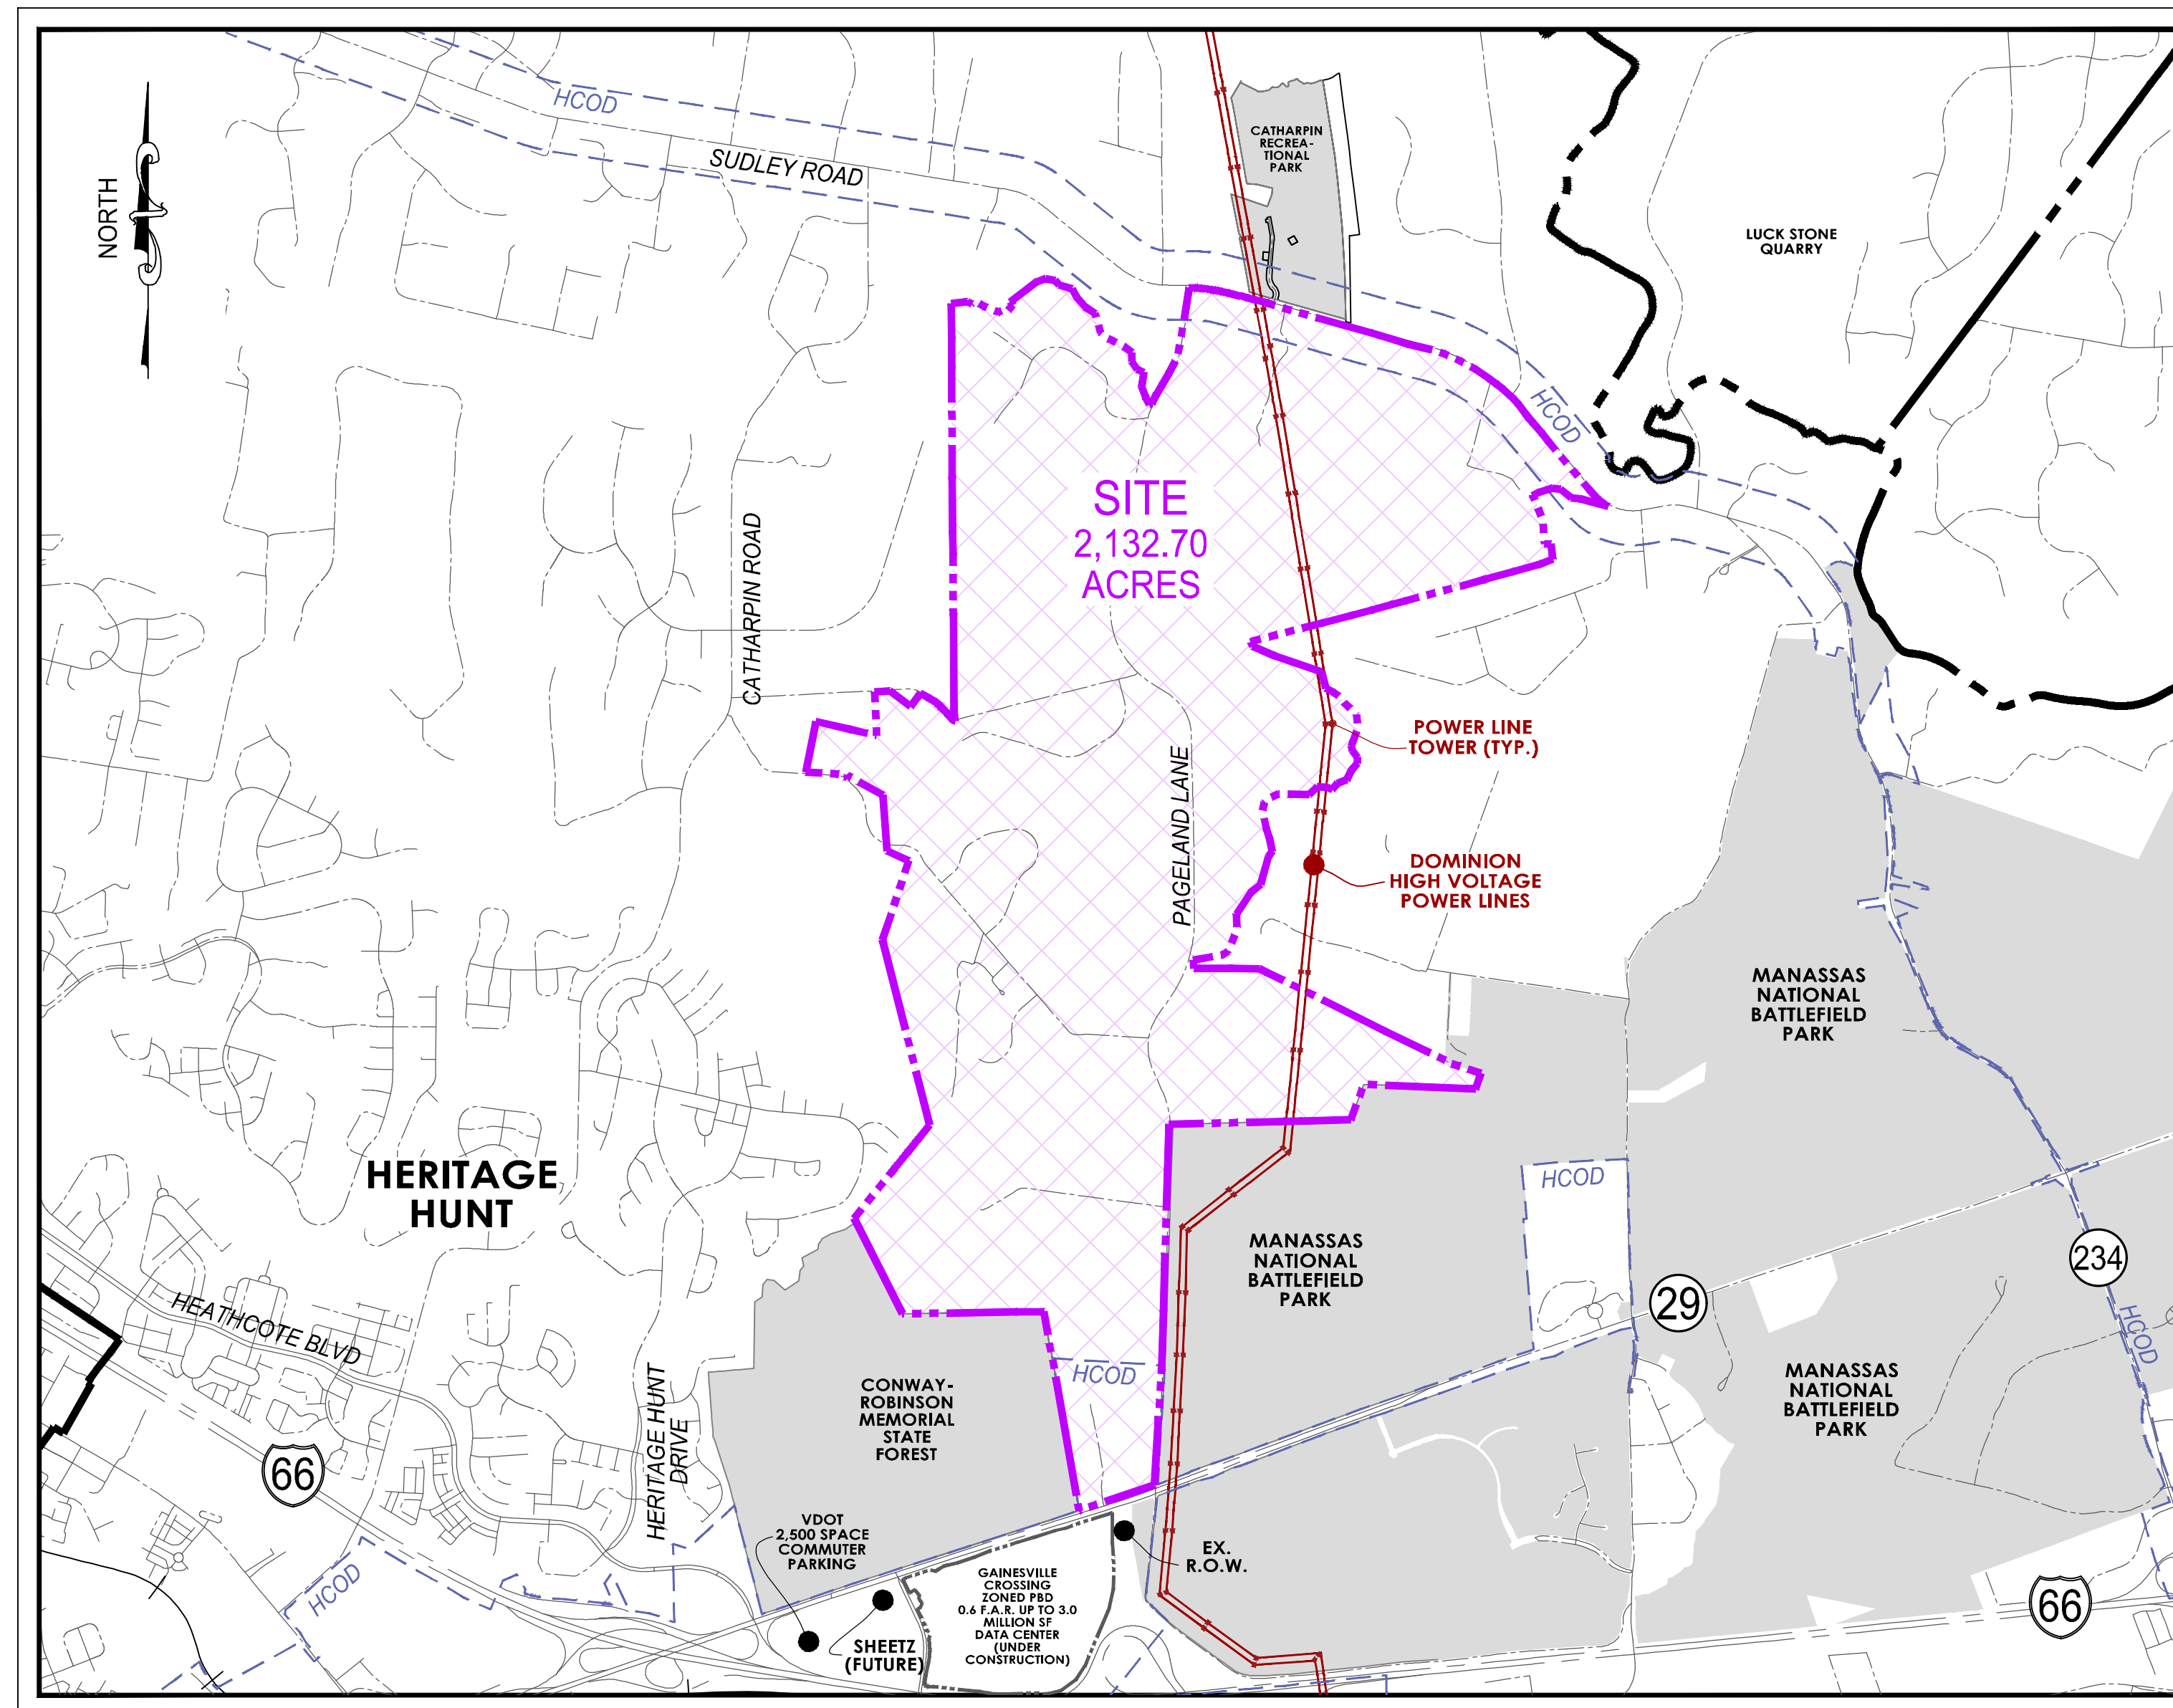 HCOD
SUDLEY ROAD
NORTH
CATHARPIN
RECREA-
TIONAL
PARK
LUCK STONE
QUARRY
HCOD
SITE
2,132.70
ACRES
CATHARPIN ROAD
POWER LINE
TOWER (TYP.)
PAGELAND LANE
DOMINION
HIGH VOLTAGE
POWER LINES
MANASSAS
NATIONAL
BATTLEFIELD
PARK
HERITAGE
HUNT
HCOD
MANASSAS
NATIONAL
BATTLEFIELD
PARK
29
234
HEATHCOTE BLVD
HCOD
HCOD
MANASSAS
NATIONAL
BATTLEFIELD
PARK
CONWAY-
ROBINSON
MEMORIAL
STATE
FOREST
HERITAGE HUNT
DRIVE
66
VDOT
2,500 SPACE
COMMUTER
PARKING
EX.
R.O.W.
HCOD
GAINESVILLE
CROSSING
ZONED PBD
0.6 F.A.R. UP TO 3.0
MILLION SF
DATA CENTER
(UNDER
CONSTRUCTION)
SHEETZ
(FUTURE)
66